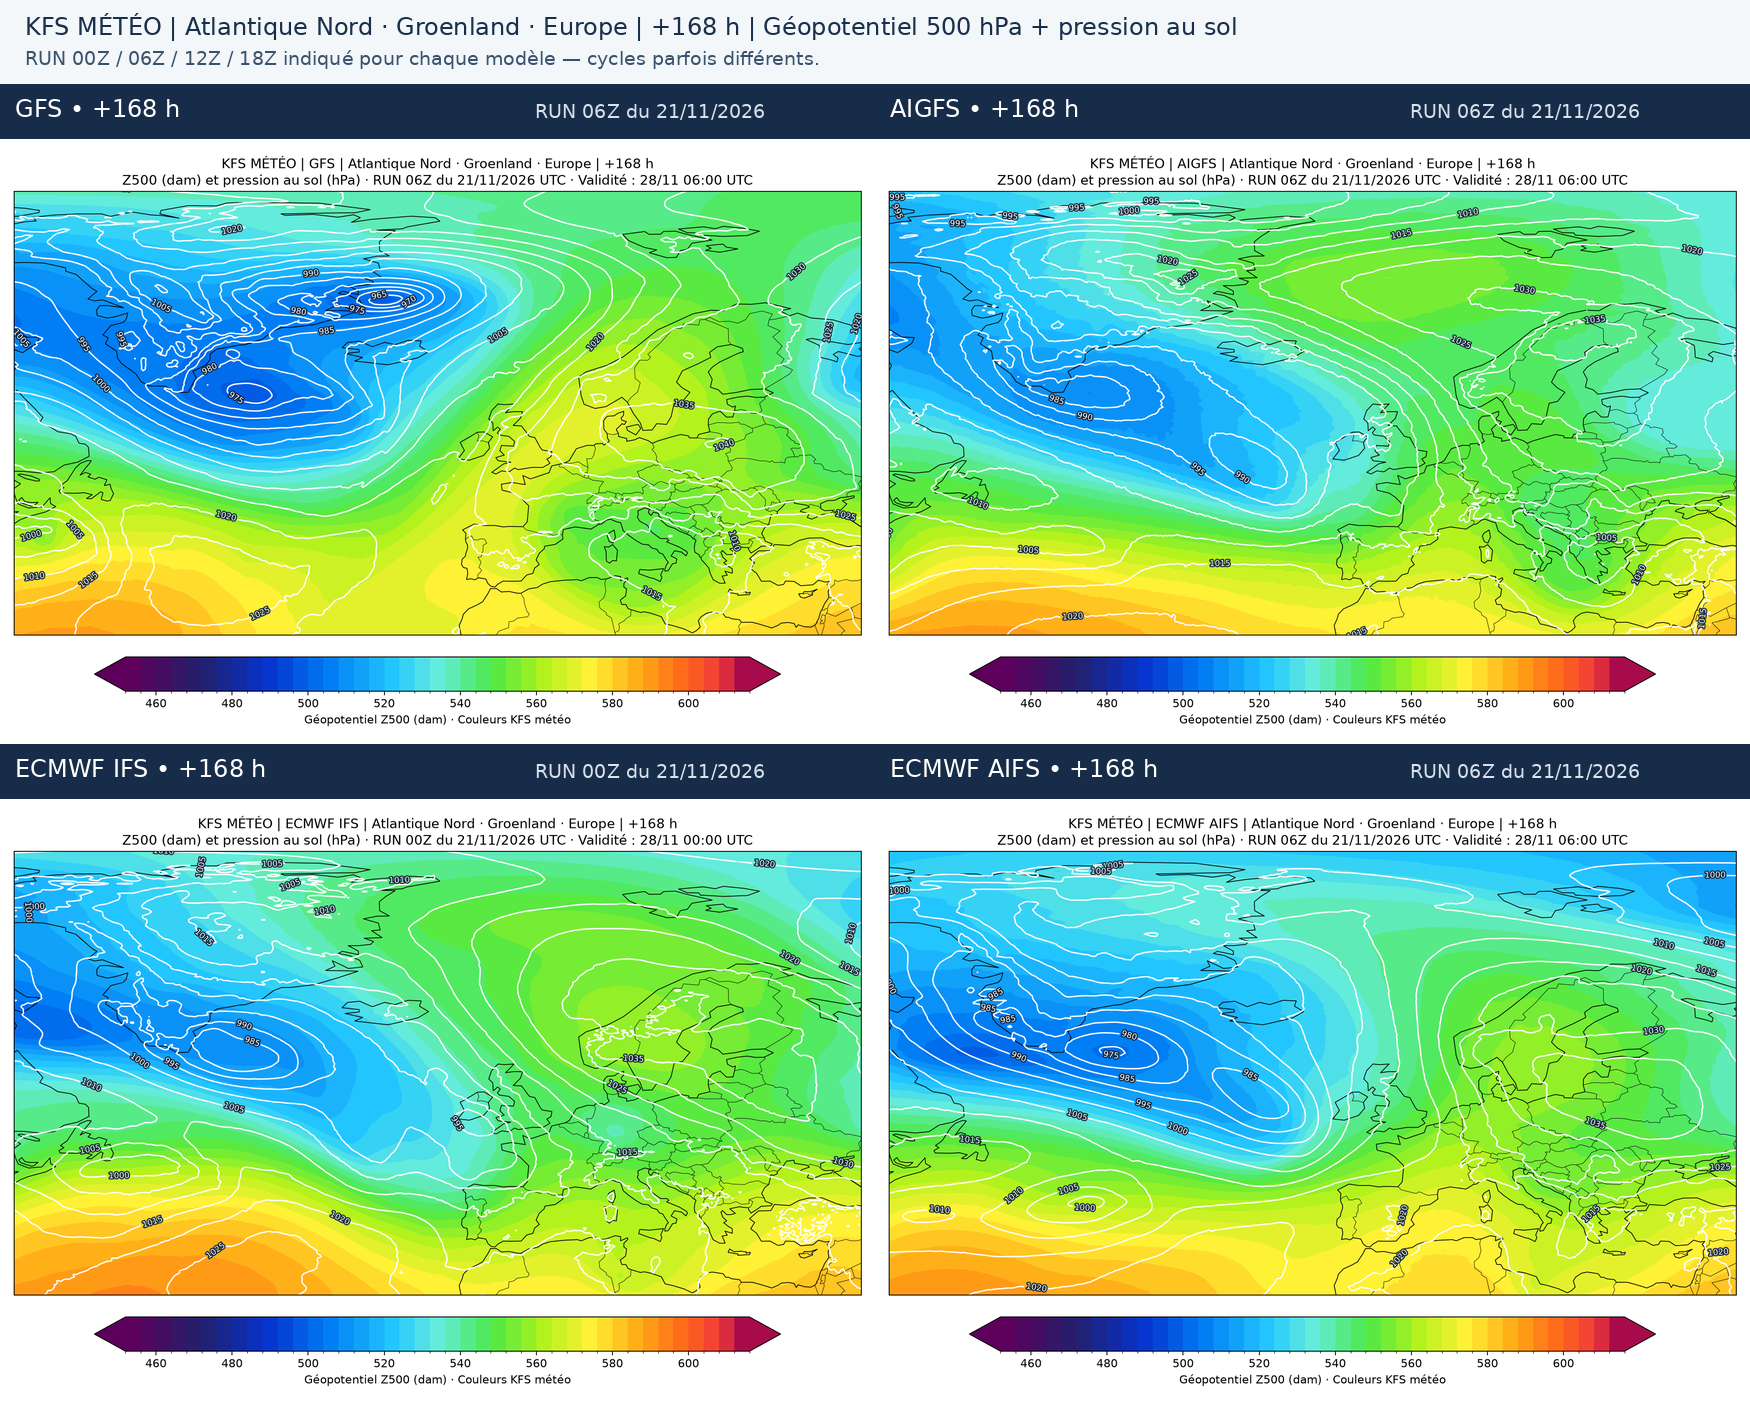 KFS MÉTÉO | Atlantique Nord · Groenland · Europe | +168 h | Géopotentiel 500 hPa + pression au sol
RUN 00Z / 06Z / 12Z / 18Z indiqué pour chaque modèle — cycles parfois différents.
GFS • +168 h
RUN 06Z du 21/11/2026
KFS MÉTÉO | GFS | Atlantique Nord · Groenland · Europe | +168 h
Z500 (dam) et pression au sol (hPa) · RUN 06Z du 21/11/2026 UTC · Validité : 28/11 06:00 UTC
460 480 500 520 540 560 580 600
Géopotentiel Z500 (dam) · Couleurs KFS météo
AIGFS • +168 h
RUN 06Z du 21/11/2026
KFS MÉTÉO | AIGFS | Atlantique Nord · Groenland · Europe | +168 h
Z500 (dam) et pression au sol (hPa) · RUN 06Z du 21/11/2026 UTC · Validité : 28/11 06:00 UTC
460 480 500 520 540 560 580 600
Géopotentiel Z500 (dam) · Couleurs KFS météo
ECMWF IFS • +168 h
RUN 00Z du 21/11/2026
KFS MÉTÉO | ECMWF IFS | Atlantique Nord · Groenland · Europe | +168 h
Z500 (dam) et pression au sol (hPa) · RUN 00Z du 21/11/2026 UTC · Validité : 28/11 00:00 UTC
460 480 500 520 540 560 580 600
Géopotentiel Z500 (dam) · Couleurs KFS météo
ECMWF AIFS • +168 h
RUN 06Z du 21/11/2026
KFS MÉTÉO | ECMWF AIFS | Atlantique Nord · Groenland · Europe | +168 h
Z500 (dam) et pression au sol (hPa) · RUN 06Z du 21/11/2026 UTC · Validité : 28/11 06:00 UTC
460 480 500 520 540 560 580 600
Géopotentiel Z500 (dam) · Couleurs KFS météo